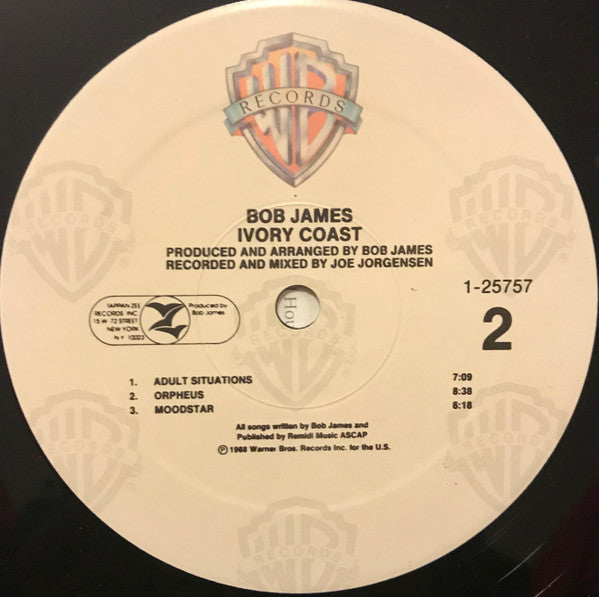 WB
RECORDS
BOB JAMES
IVORY COAST
PRODUCED AND ARRANGED BY BOB JAMES
RECORDED AND MIXED BY JOE JORGENSEN
1-25757
2
TAPPAN ZEE
RECORDS INC
15 W. 72 STREET
NEW YORK
N.Y. 10023
Produced by
Bob James
1. ADULT SITUATIONS 7:09
2. ORPHEUS 8:38
3. MOODSTAR 6:18
All songs written by Bob James and
Published by Remidi Music ASCAP
Ⓟ1988 Warner Bros. Records Inc. for the U.S.